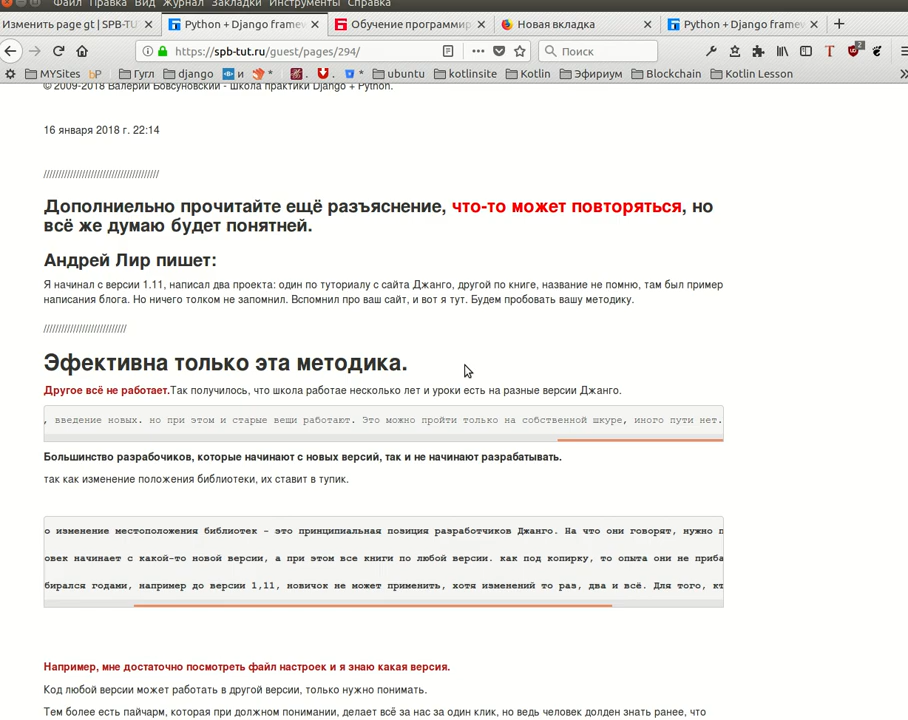 Файл Правка Вид Журнал Закладки Инструменты Справка
Изменить page gt | SPB-TU Python + Django framew Обучение программир Новая вкладка Python + Django framew
https://spb-tut.ru/guest/pages/294/ Поиск
MYSites Гугл django и * * ubuntu kotlinsite Kotlin Эфириум Blockchain Kotlin Lesson
© 2009-2018 Валерий Бовсуновский - школа практики Django + Python.
16 января 2018 г. 22:14
///////////////////////////////////////
Дополниельно прочитайте ещё разъяснение, что-то может повторяться, но
всё же думаю будет понятней.
Андрей Лир пишет:
Я начинал с версии 1.11, написал два проекта: один по туториалу с сайта Джанго, другой по книге, название не помню, там был пример
написания блога. Но ничего толком не запомнил. Вспомнил про ваш сайт, и вот я тут. Будем пробовать вашу методику.
////////////////////////////
Эфективна только эта методика.
Другое всё не работает.Так получилось, что школа работае несколько лет и уроки есть на разные версии Джанго.
, введение новых. но при этом и старые вещи работают. Это можно пройти только на собственной шкуре, иного пути нет.
Большинство разрабочиков, которые начинают с новых версий, так и не начинают разрабатывать.
так как изменение положения библиотеки, их ставит в тупик.
о изменение местоположения библиотек - это принципиальная позиция разработчиков Джанго. На что они говорят, нужно п
овек начинает с какой-то новой версии, а при этом все книги по любой версии. как под копирку, то опыта они не приба
бирался годами, например до версии 1,11, новичок не может применить, хотя изменений то раз, два и всё. Для того, кт
Например, мне достаточно посмотреть файл настроек и я знаю какая версия.
Код любой версии может работать в другой версии, только нужно понимать.
Тем более есть пайчарм, которая при должном понимании, делает всё за нас за один клик, но ведь человек долден знать ранее, что